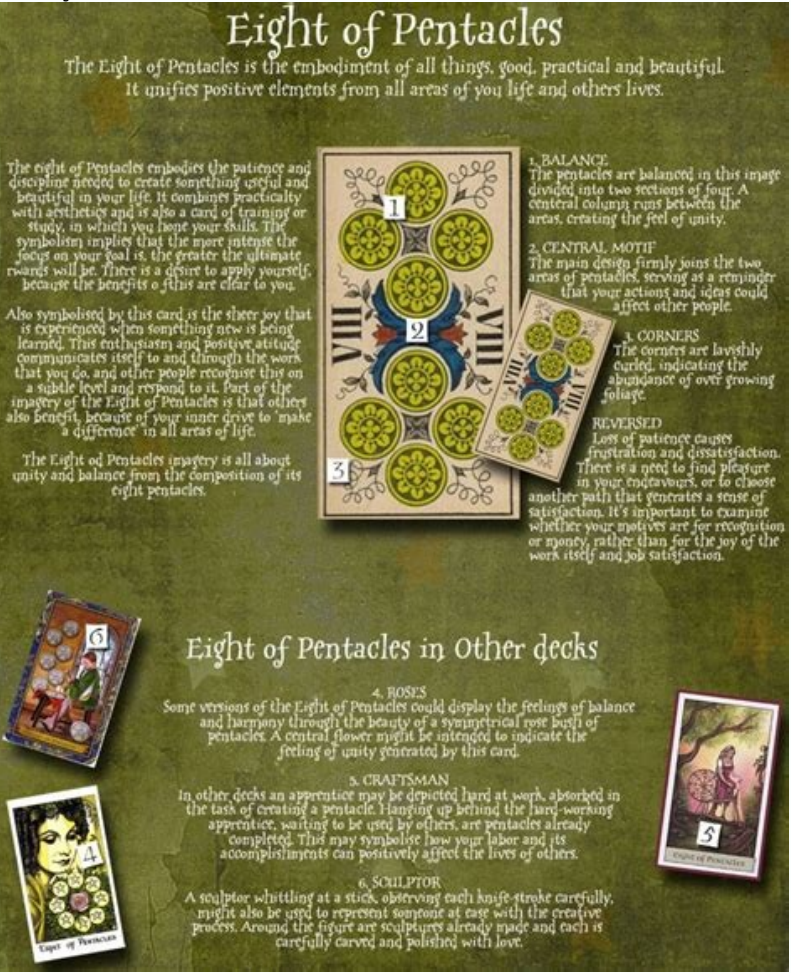 Eight of Pentacles
The Eight of Pentacles is the embodiment of all things, good, practical and beautiful.
It unifies positive elements from all areas of you life and others lives.
The eight of Pentacles embodies the patience and
discipline needed to create something useful and
beautiful in your life. It combines practicalty
with aesthetics and is also a card of training or
study, in which you hone your skills. The
symbolism implies that the more intense the
focus on your goal is, the greater the ultimate
rwards will be. There is a desire to apply yourself,
because the benefits o fthis are clear to you.
Also symbolised by this card is the sheer joy that
is experienced when something new is being
learned. This enthusiasm and positive atitude
communicates itself to and through the work
that you do, and other people recognise this on
a subtle level and respond to it. Part of the
imagery of the Eight of Pentacles is that others
also benefit, because of your inner drive to 'make
a difference' in all areas of life.
The Eight od Pentacles imagery is all about
unity and balance from the composition of its
eight pentacles.
1
2
3
VIII
VIII
VIII
VIII
1. BALANCE
The pentacles are balanced in this image
divided into two sections of four. A
centeral column runs between the
areas, creating the feel of unity.
2. CENTRAL MOTIF
The main design firmly joins the two
areas of pentacles, serving as a reminder
that your actions and ideas could
affect other people.
3. CORNERS
The corners are lavishly
curled, indicating the
abundance of over growing
foliage.
REVERSED
Loss of patience causes
frustration and dissatisfaction.
There is a need to find pleasure
in your endeavours, or to choose
another path that generates a sense of
satisfaction. It's important to examine
whether your motives are for recognition
or money, rather than for the joy of the
work itself and job satisfaction.
Eight of Pentacles in Other decks
4. ROSES
Some versions of the Eight of Pentacles could display the feelings of balance
and harmony through the beauty of a symmetrical rose bush of
pentacles. A central flower might be intended to indicate the
feeling of unity generated by this card.
5. CRAFTSMAN
In other decks an apprentice may be depicted hard at work, absorbed in
the task of creating a pentacle. Hanging up behind the hard-working
apprentice, waiting to be used by others, are pentacles already
completed. This may symbolise how your labor and its
accomplishments can positively affect the lives of others.
6. SCULPTOR
A sculptor whittling at a stick, observing each knife-stroke carefully,
might also be used to represent someone at ease with the creative
process. Around the figure are sculptures already made and each is
carefully carved and polished with love.
6
4
Eight of Pentacles
5
Eight of Pentacles